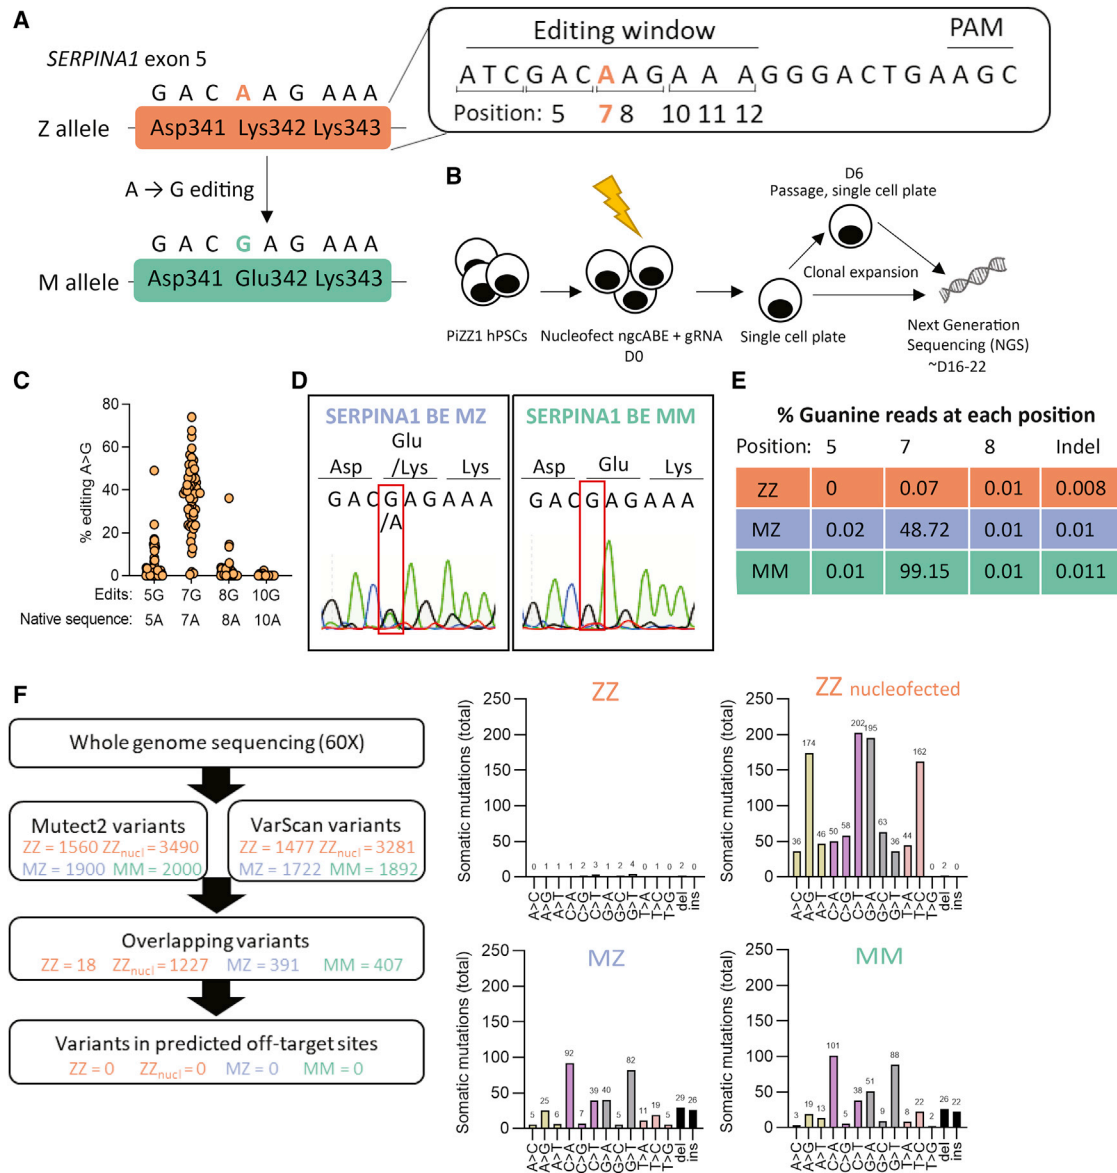 A
SERPINA1 exon 5
G A C A A G A A A
Z allele
Asp341 Lys342 Lys343
A → G editing
G A C G A G A A A
M allele
Asp341 Glu342 Lys343
Editing window
PAM
A T C G A C A A G A A A G G G A C T G A A G C
Position: 5 7 8 10 11 12
B
D6
Passage, single cell plate
Clonal expansion
PiZZ1 hPSCs
Nucleofect ngcABE + gRNA
D0
Single cell plate
Next Generation
Sequencing (NGS)
~D16-22
C
% editing A>G
80
60
40
20
0
Edits: 5G 7G 8G 10G
Native sequence: 5A 7A 8A 10A
D
SERPINA1 BE MZ
Glu
Asp /Lys Lys
G A C G A G A A A
/A
SERPINA1 BE MM
Asp Glu Lys
G A C G A G A A A
E
% Guanine reads at each position
Position: 5 7 8 Indel
ZZ 0 0.07 0.01 0.008
MZ 0.02 48.72 0.01 0.01
MM 0.01 99.15 0.01 0.011
F
Whole genome sequencing (60X)
Mutect2 variants
ZZ = 1560 ZZnucl = 3490
MZ = 1900 MM = 2000
VarScan variants
ZZ = 1477 ZZnucl = 3281
MZ = 1722 MM = 1892
Overlapping variants
ZZ = 18 ZZnucl = 1227 MZ = 391 MM = 407
Variants in predicted off-target sites
ZZ = 0 ZZnucl = 0 MZ = 0 MM = 0
ZZ
Somatic mutations (total)
250
200
150
100
50
0
0 1 1 1 2 3 1 2 4 0 1 0 2 0
A>C A>G A>T C>A C>G C>T G>A G>C G>T T>A T>C T>G del ins
ZZ nucleofected
Somatic mutations (total)
250
200
150
100
50
0
36 174 46 50 58 202 195 63 36 44 162 0 2 0
A>C A>G A>T C>A C>G C>T G>A G>C G>T T>A T>C T>G del ins
MZ
Somatic mutations (total)
250
200
150
100
50
0
5 25 6 92 7 39 40 5 82 11 19 5 29 26
A>C A>G A>T C>A C>G C>T G>A G>C G>T T>A T>C T>G del ins
MM
Somatic mutations (total)
250
200
150
100
50
0
3 19 13 101 5 38 51 9 88 8 22 2 26 22
A>C A>G A>T C>A C>G C>T G>A G>C G>T T>A T>C T>G del ins